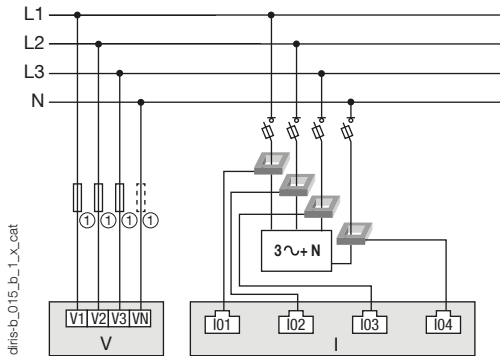 L1
L2
L3
N
① ① ① ①
3∿+ N
V1 V2 V3 VN
V
I01 I02 I03 I04
I
diris-b_015_b_1_x_cat